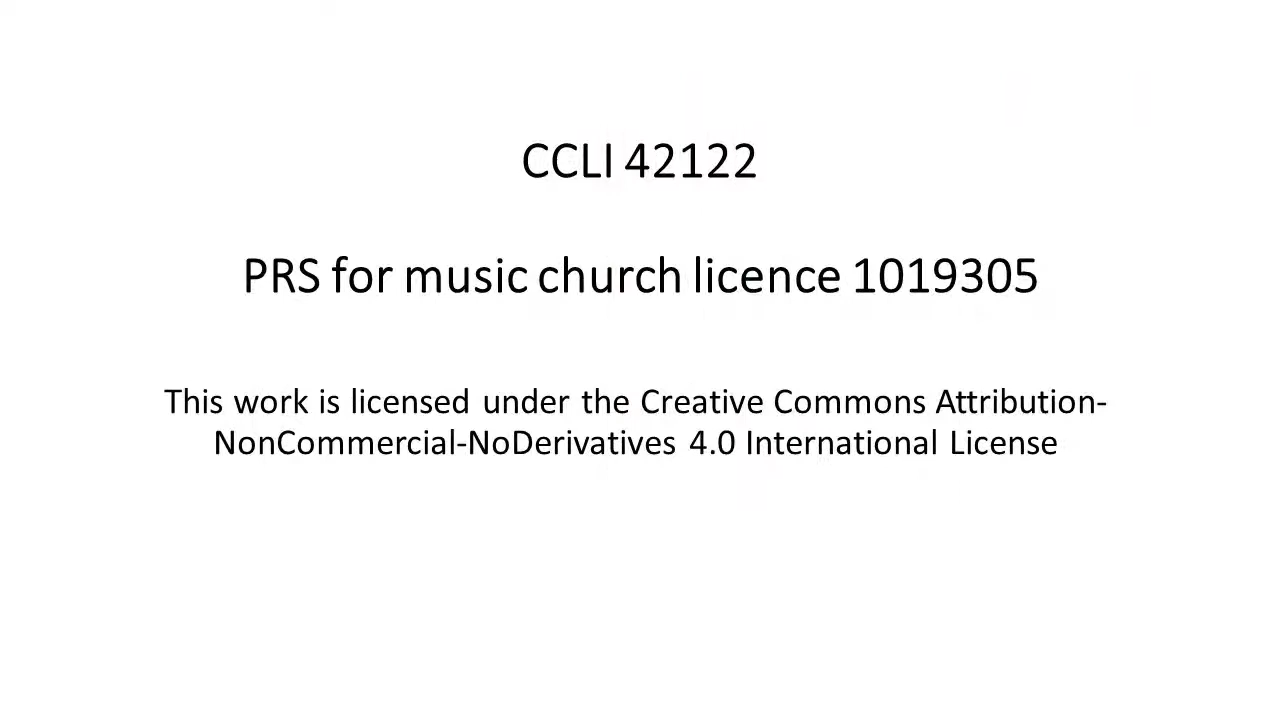 CCLI 42122
PRS for music church licence 1019305
This work is licensed under the Creative Commons Attribution-
NonCommercial-NoDerivatives 4.0 International License